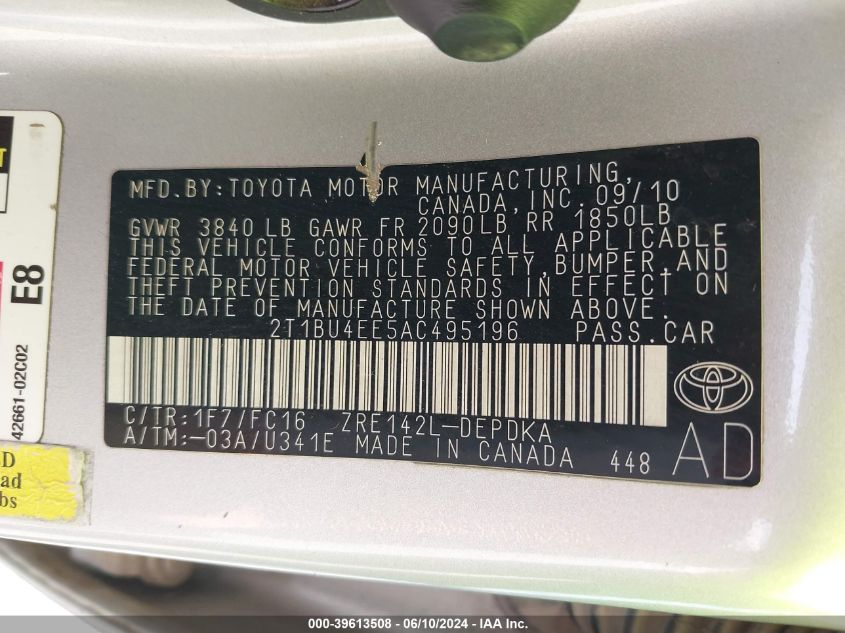 MFD.BY:TOYOTA MOTOR MANUFACTURING,
CANADA,INC.09/10
GVWR 3840LB GAWR FR 2090LB RR 1850LB
THIS VEHICLE CONFORMS TO ALL APPLICABLE
FEDERAL MOTOR VEHICLE SAFETY,BUMPER,AND
THEFT PREVENTION STANDARDS IN EFFECT ON
THE DATE OF MANUFACTURE SHOWN ABOVE.
2T1BU4EE5AC495196 PASS.CAR
C/TR:1F7/FC16 ZRE142L-DEPDKA
A/TM:-03A/U341E MADE IN CANADA 448
AD
E8
42661-02C02
000-39613508 - 06/10/2024 - IAA Inc.